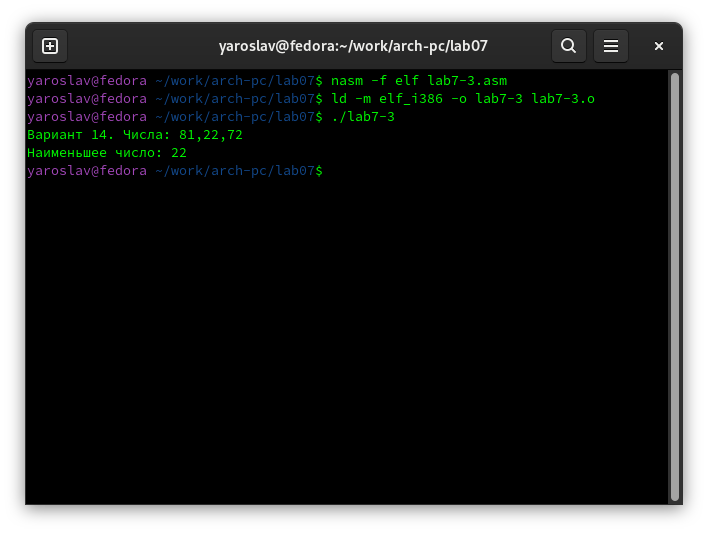 yaroslav@fedora:~/work/arch-pc/lab07
yaroslav@fedora ~/work/arch-pc/lab07$ nasm -f elf lab7-3.asm
yaroslav@fedora ~/work/arch-pc/lab07$ ld -m elf_i386 -o lab7-3 lab7-3.o
yaroslav@fedora ~/work/arch-pc/lab07$ ./lab7-3
Вариант 14. Числа: 81,22,72
Наименьшее число: 22
yaroslav@fedora ~/work/arch-pc/lab07$